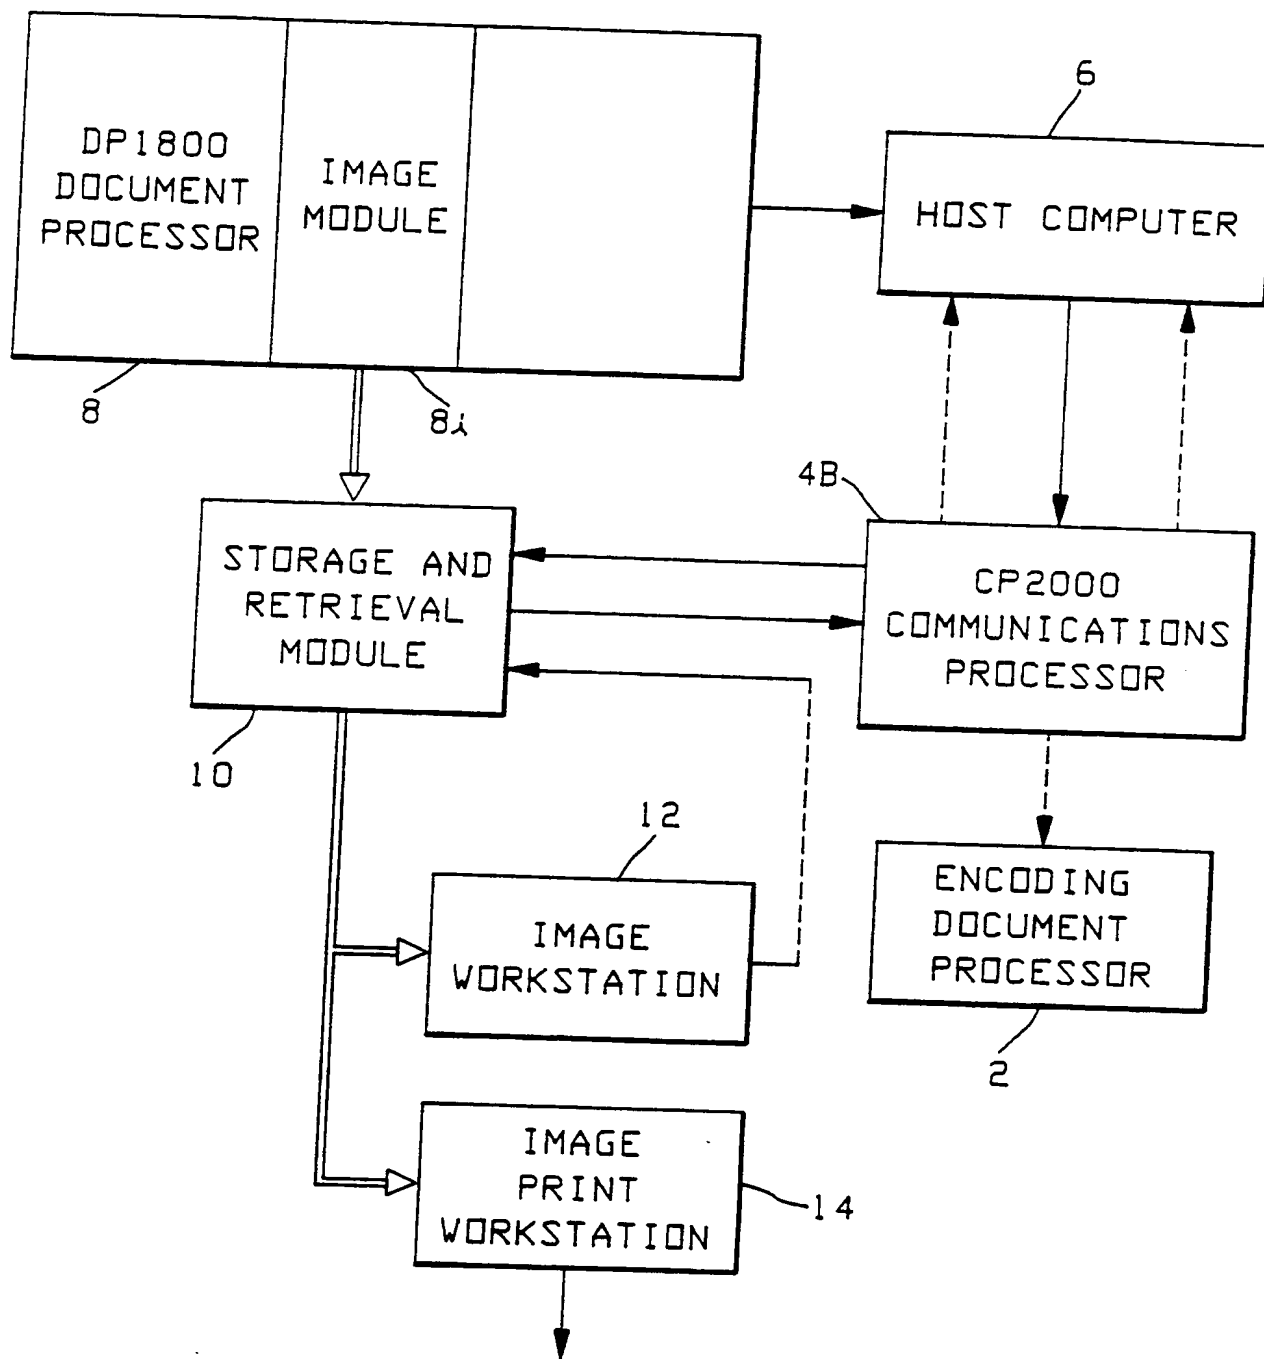 6
DP1800
DOCUMENT
PROCESSOR
IMAGE
MODULE
HOST COMPUTER
8
8i
4B
STORAGE AND
RETRIEVAL
MODULE
CP2000
COMMUNICATIONS
PROCESSOR
10
12
IMAGE
WORKSTATION
ENCODING
DOCUMENT
PROCESSOR
2
IMAGE
PRINT
WORKSTATION
14